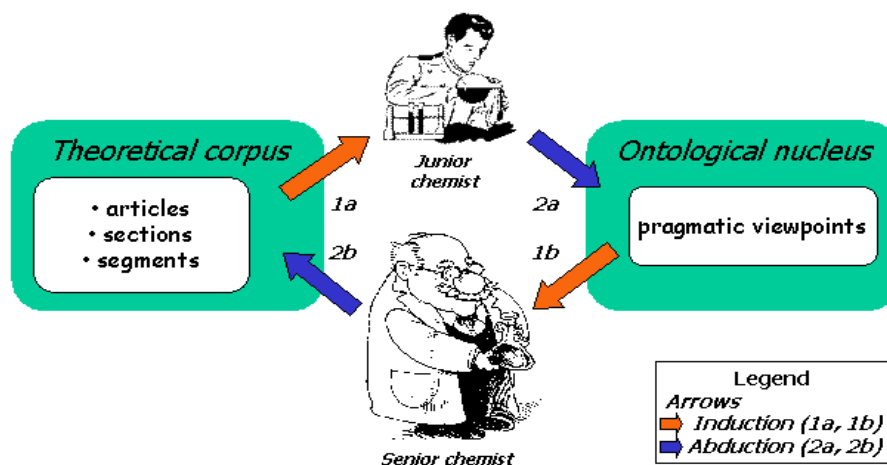 Theoretical corpus
• articles
• sections
• segments
Junior
chemist
1a
2a
2b
1b
Ontological nucleus
pragmatic viewpoints
Senior chemist
Legend
Arrows
Induction (1a, 1b)
Abduction (2a, 2b)